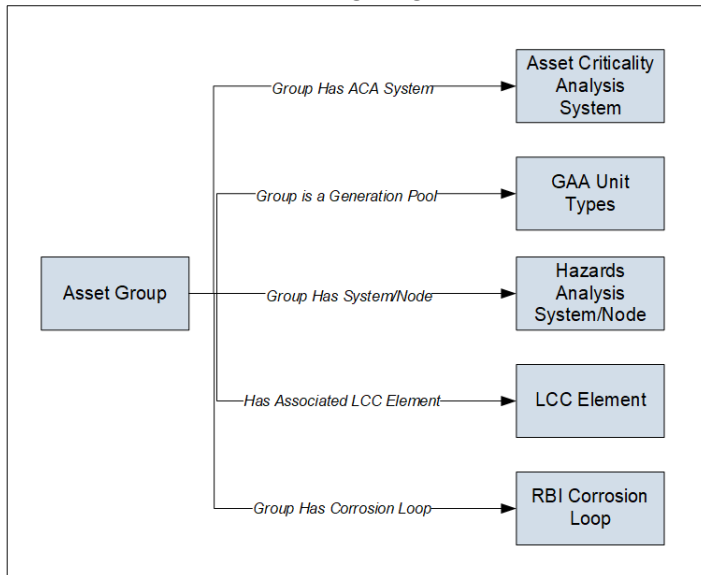 Group Has ACA System
Asset Criticality
Analysis
System
Group is a Generation Pool
GAA Unit
Types
Asset Group
Group Has System/Node
Hazards
Analysis
System/Node
Has Associated LCC Element
LCC Element
Group Has Corrosion Loop
RBI Corrosion
Loop